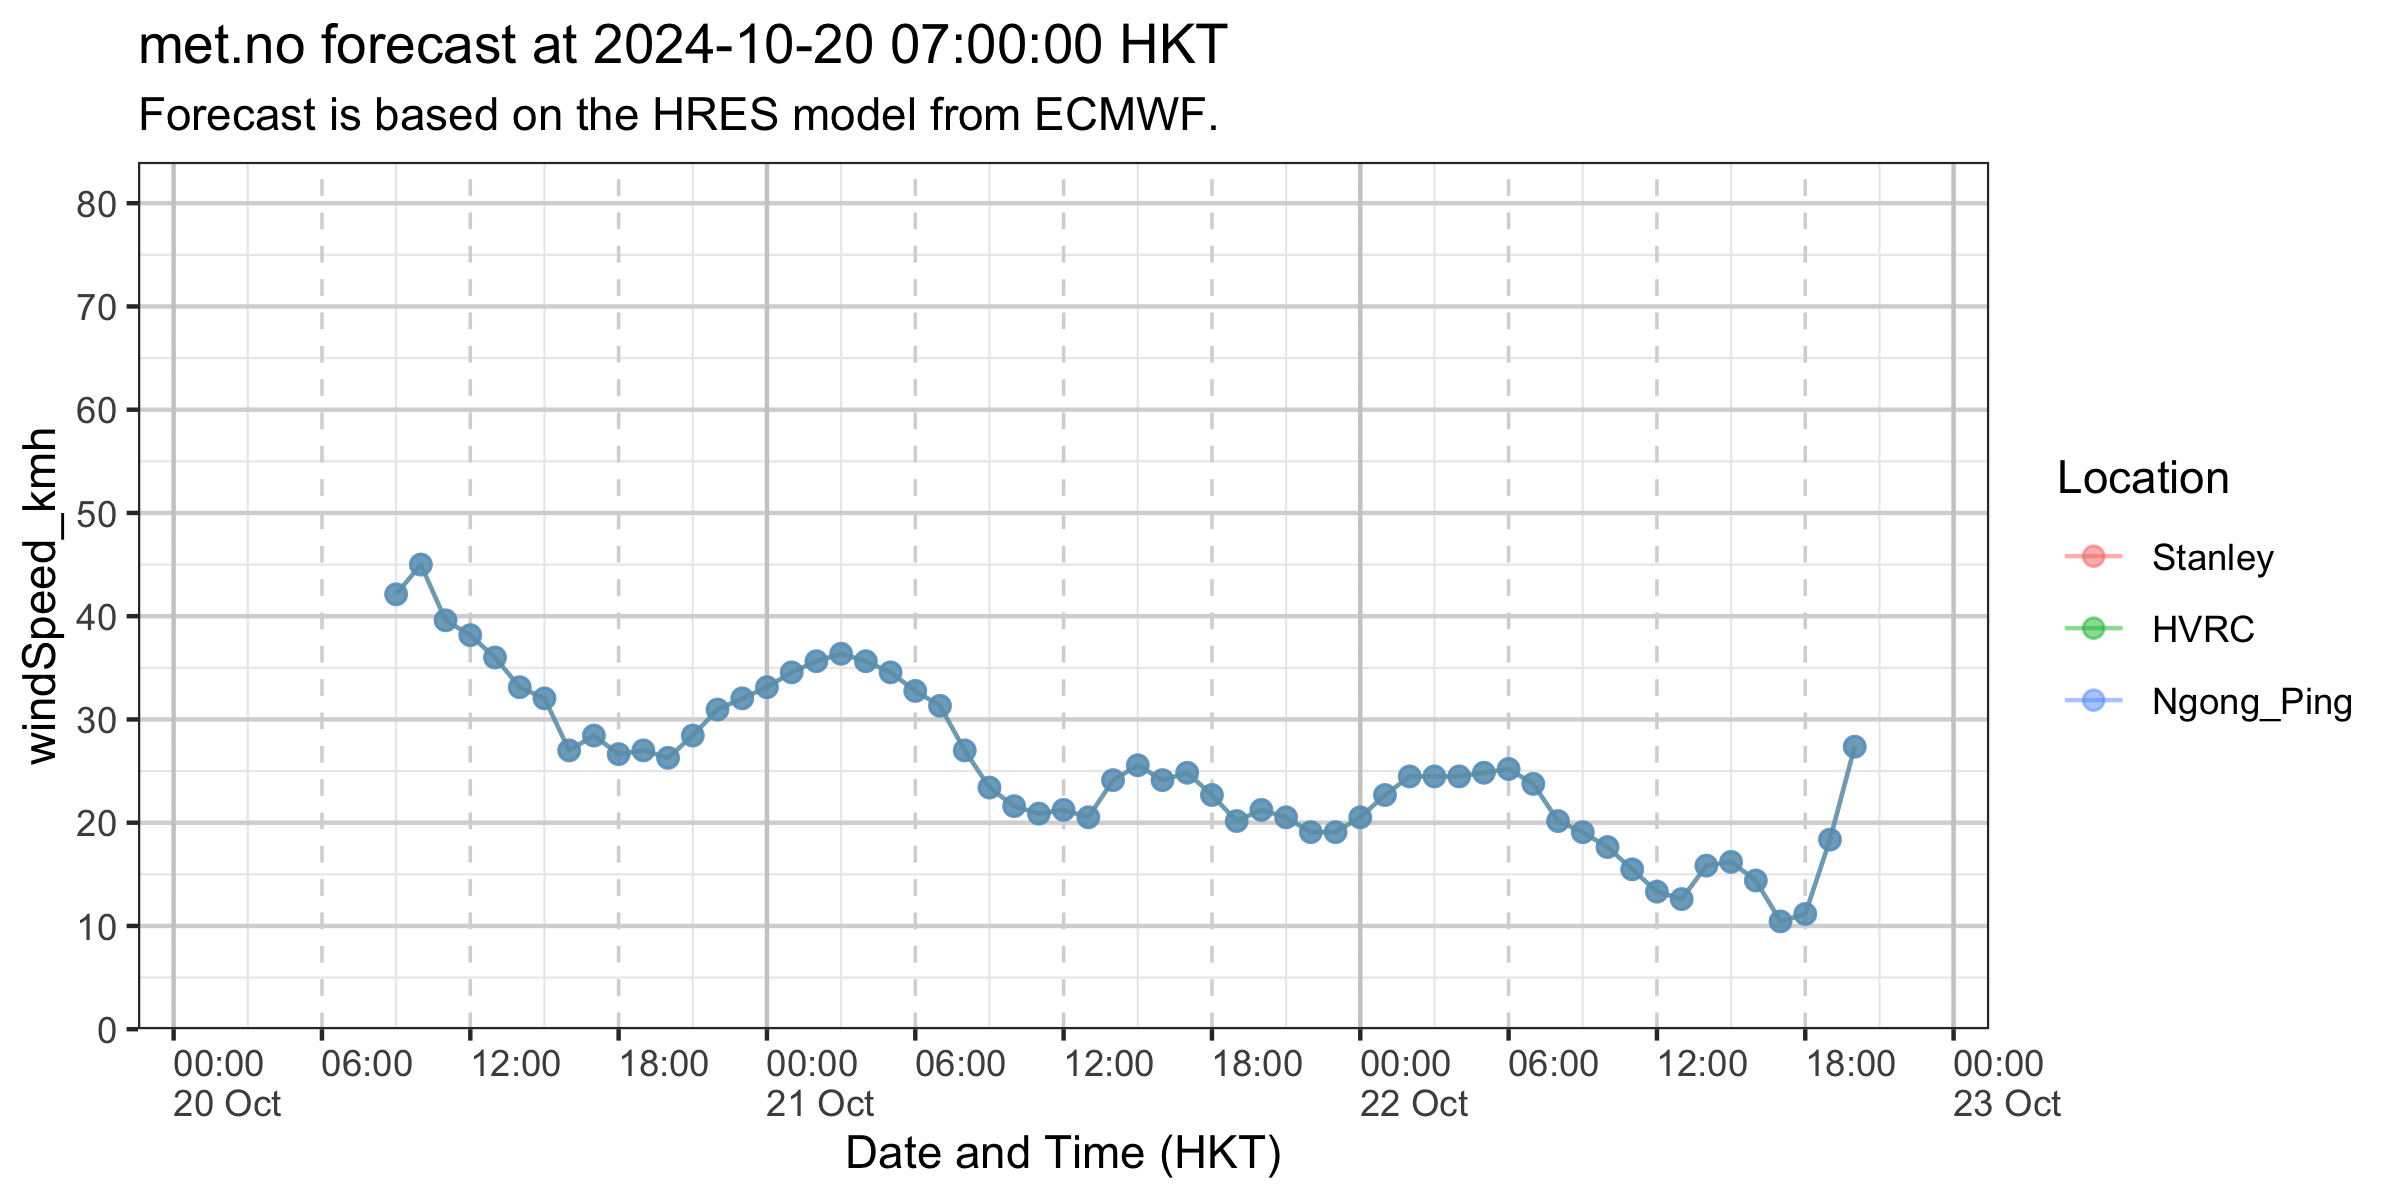 met.no forecast at 2024-10-20 07:00:00 HKT
Forecast is based on the HRES model from ECMWF.
windSpeed_kmh
80
70
60
50
40
30
20
10
0
00:00 06:00 12:00 18:00 00:00 06:00 12:00 18:00 00:00 06:00 12:00 18:00 00:00
20 Oct 21 Oct 22 Oct 23 Oct
Date and Time (HKT)
Location
Stanley
HVRC
Ngong_Ping